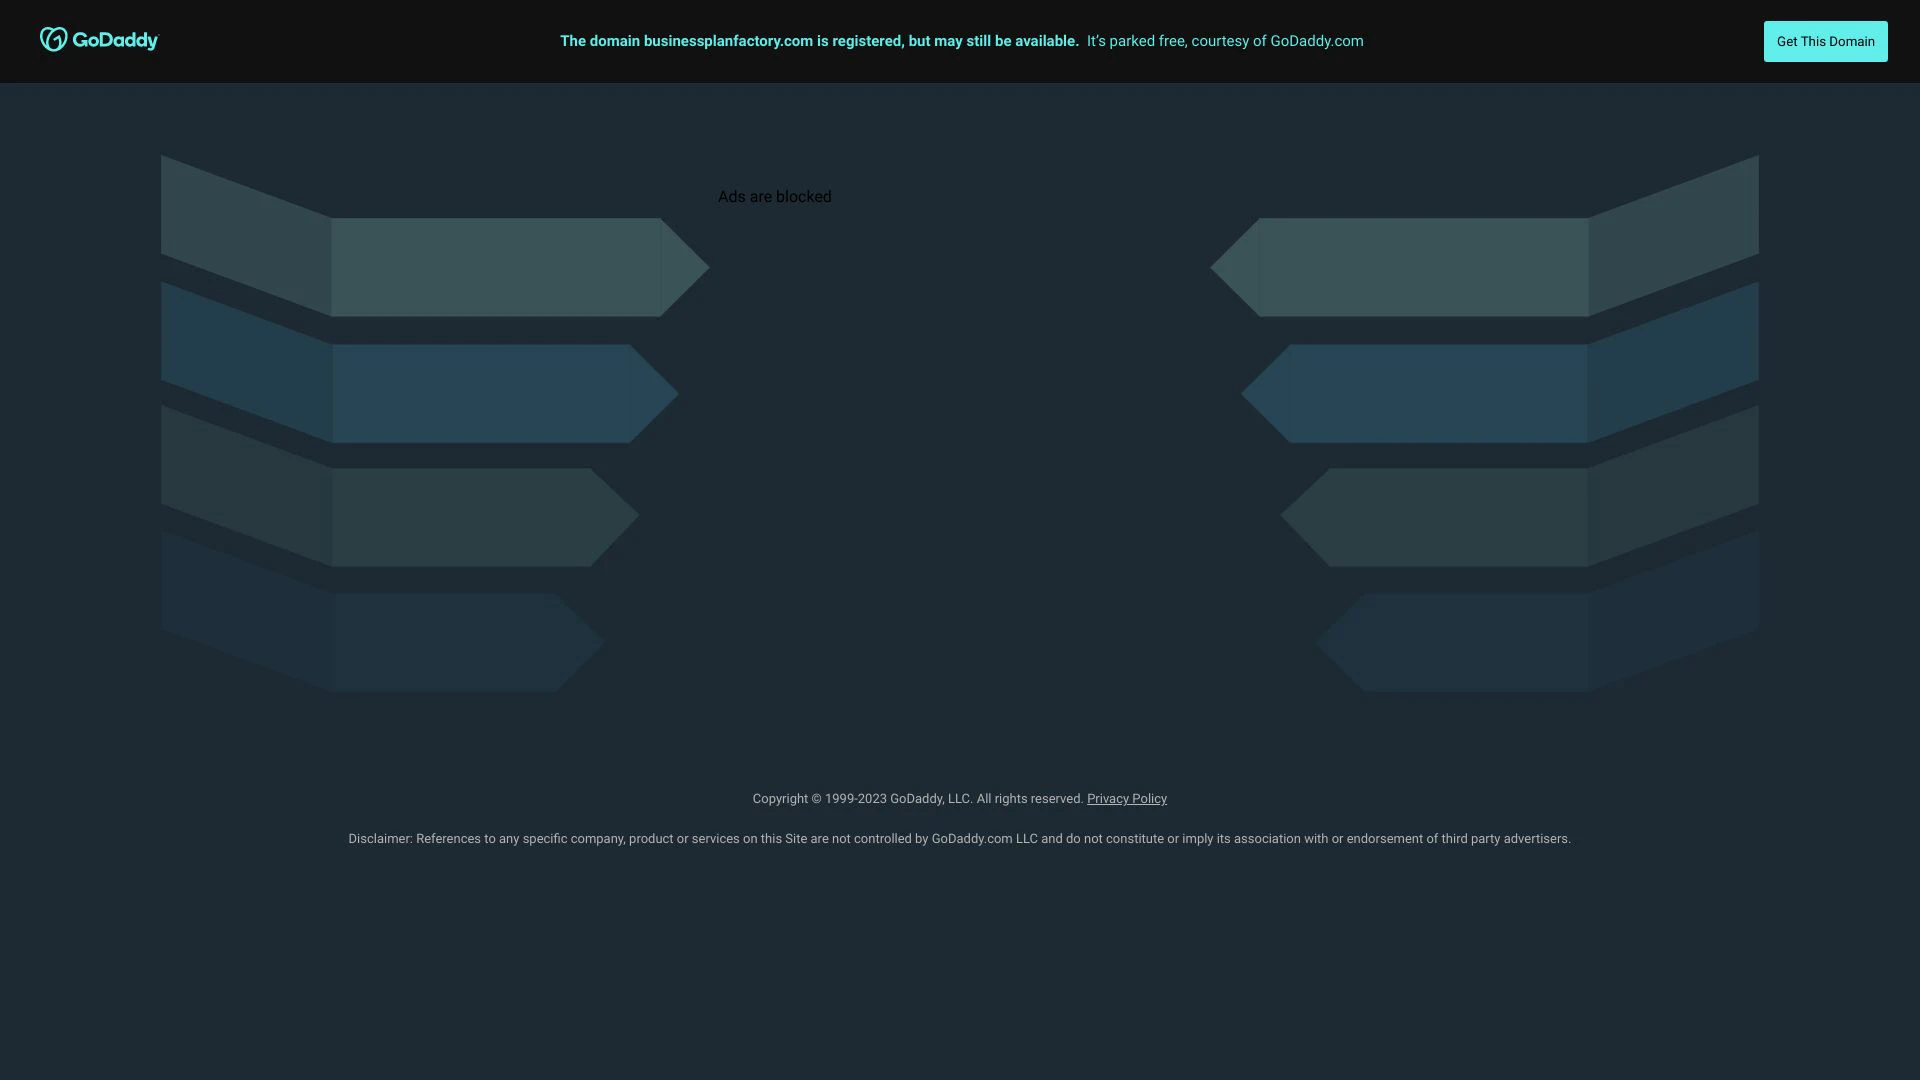 GoDaddy
The domain businessplanfactory.com is registered, but may still be available. It's parked free, courtesy of GoDaddy.com
Get This Domain
Ads are blocked
Copyright © 1999-2023 GoDaddy, LLC. All rights reserved. Privacy Policy
Disclaimer: References to any specific company, product or services on this Site are not controlled by GoDaddy.com LLC and do not constitute or imply its association with or endorsement of third party advertisers.